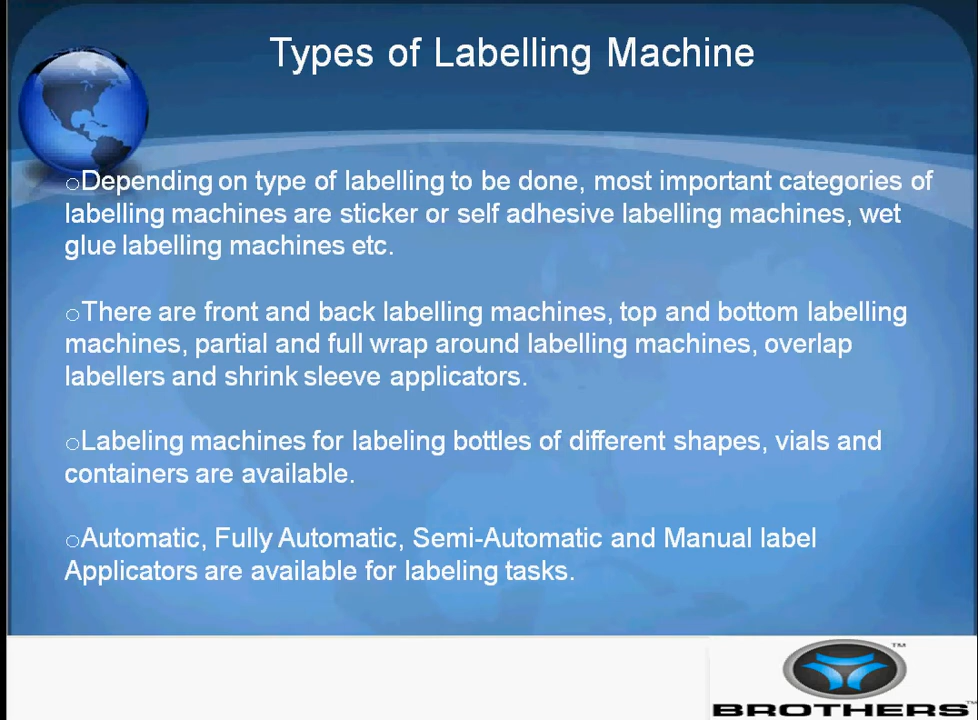 Types of Labelling Machine
oDepending on type of labelling to be done, most important categories of
labelling machines are sticker or self adhesive labelling machines, wet
glue labelling machines etc.
oThere are front and back labelling machines, top and bottom labelling
machines, partial and full wrap around labelling machines, overlap
labellers and shrink sleeve applicators.
oLabeling machines for labeling bottles of different shapes, vials and
containers are available.
oAutomatic, Fully Automatic, Semi-Automatic and Manual label
Applicators are available for labeling tasks.
TM
BROTHERS™